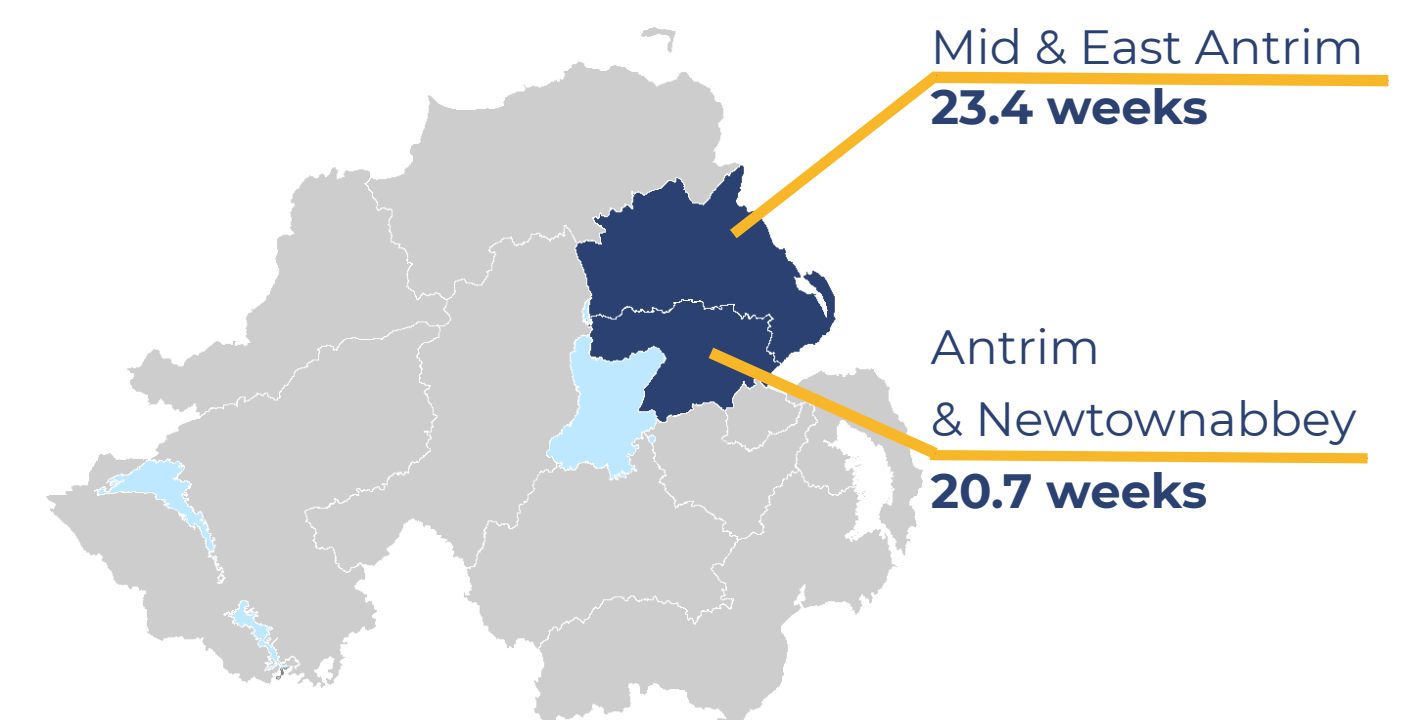 Mid & East Antrim
23.4 weeks
Antrim
& Newtownabbey
20.7 weeks